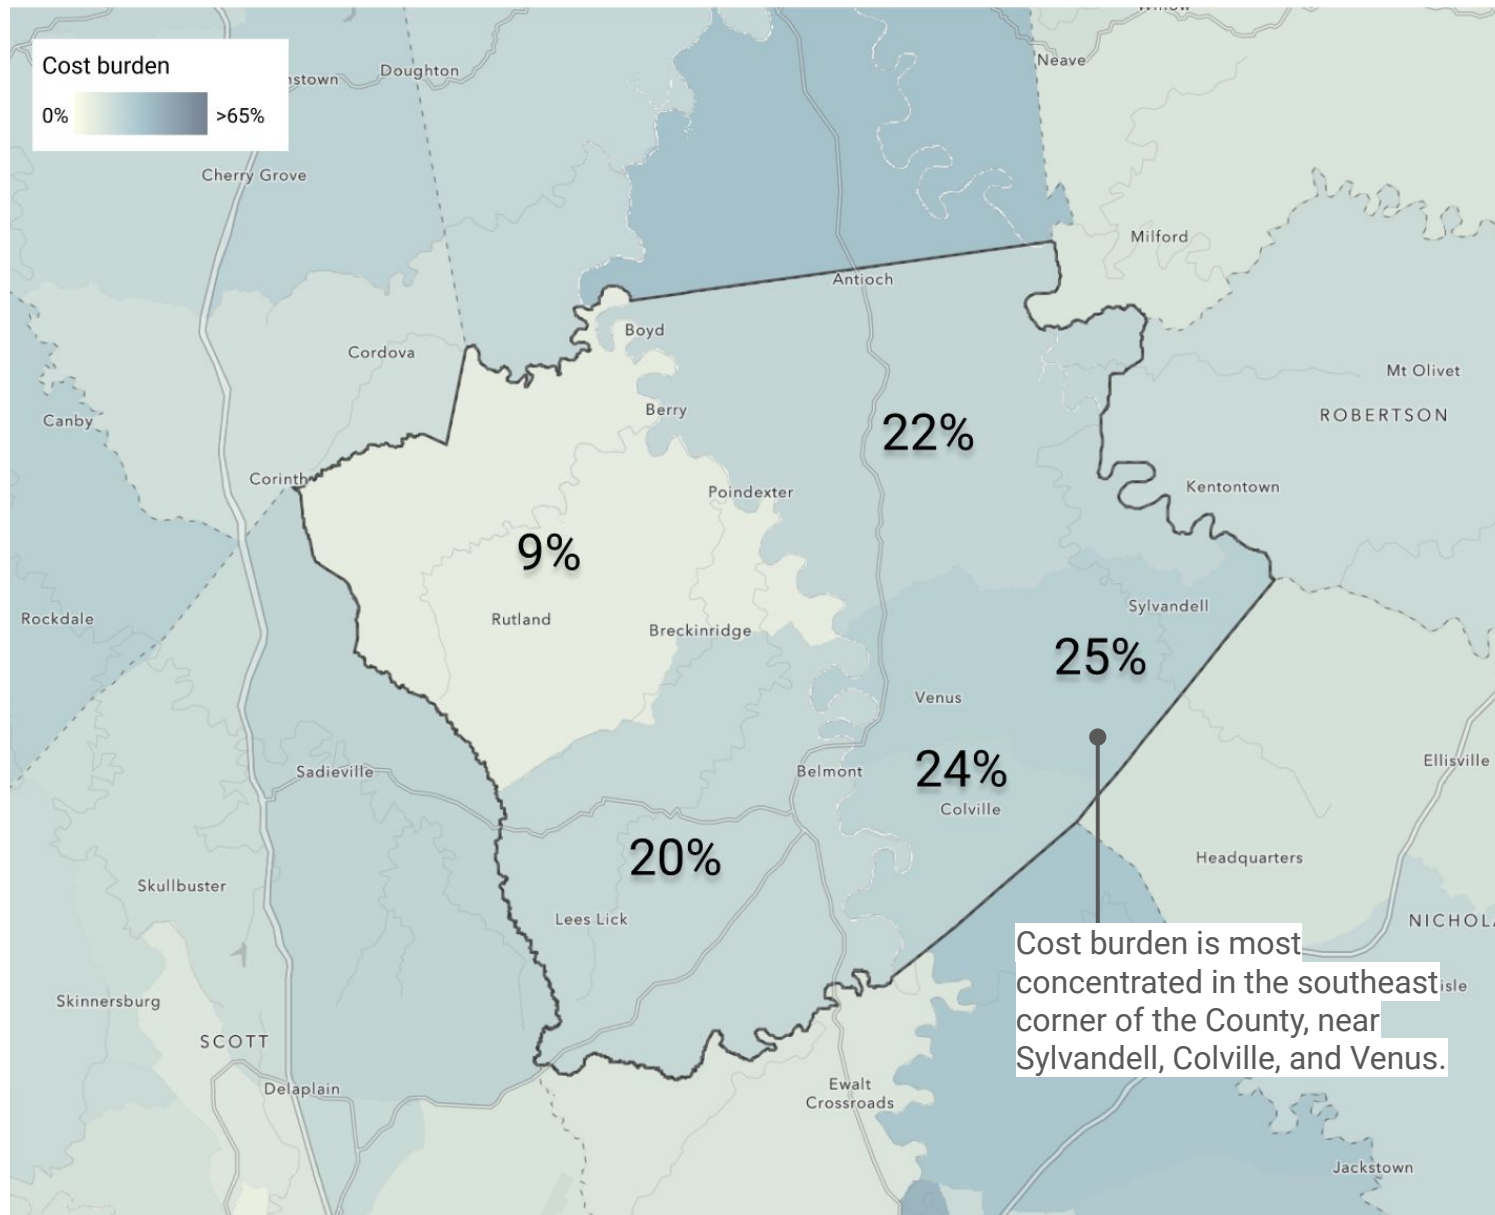 Willow
Cost burden
0%
>65%
Doughton
Neave
Cherry Grove
Milford
Antioch
Boyd
Cordova
Mt Olivet
Berry
ROBERTSON
Canby
22%
Corinth
Poindexter
Kentontown
9%
Rutland
Breckinridge
Sylvandell
Rockdale
25%
Venus
Sadieville
Belmont
24%
Colville
Ellisville
20%
Headquarters
Skullbuster
Lees Lick
Cost burden is most
concentrated in the southeast
corner of the County, near
Sylvandell, Colville, and Venus.
Skinnersburg
SCOTT
Delaplain
Ewalt
Crossroads
Jackstown